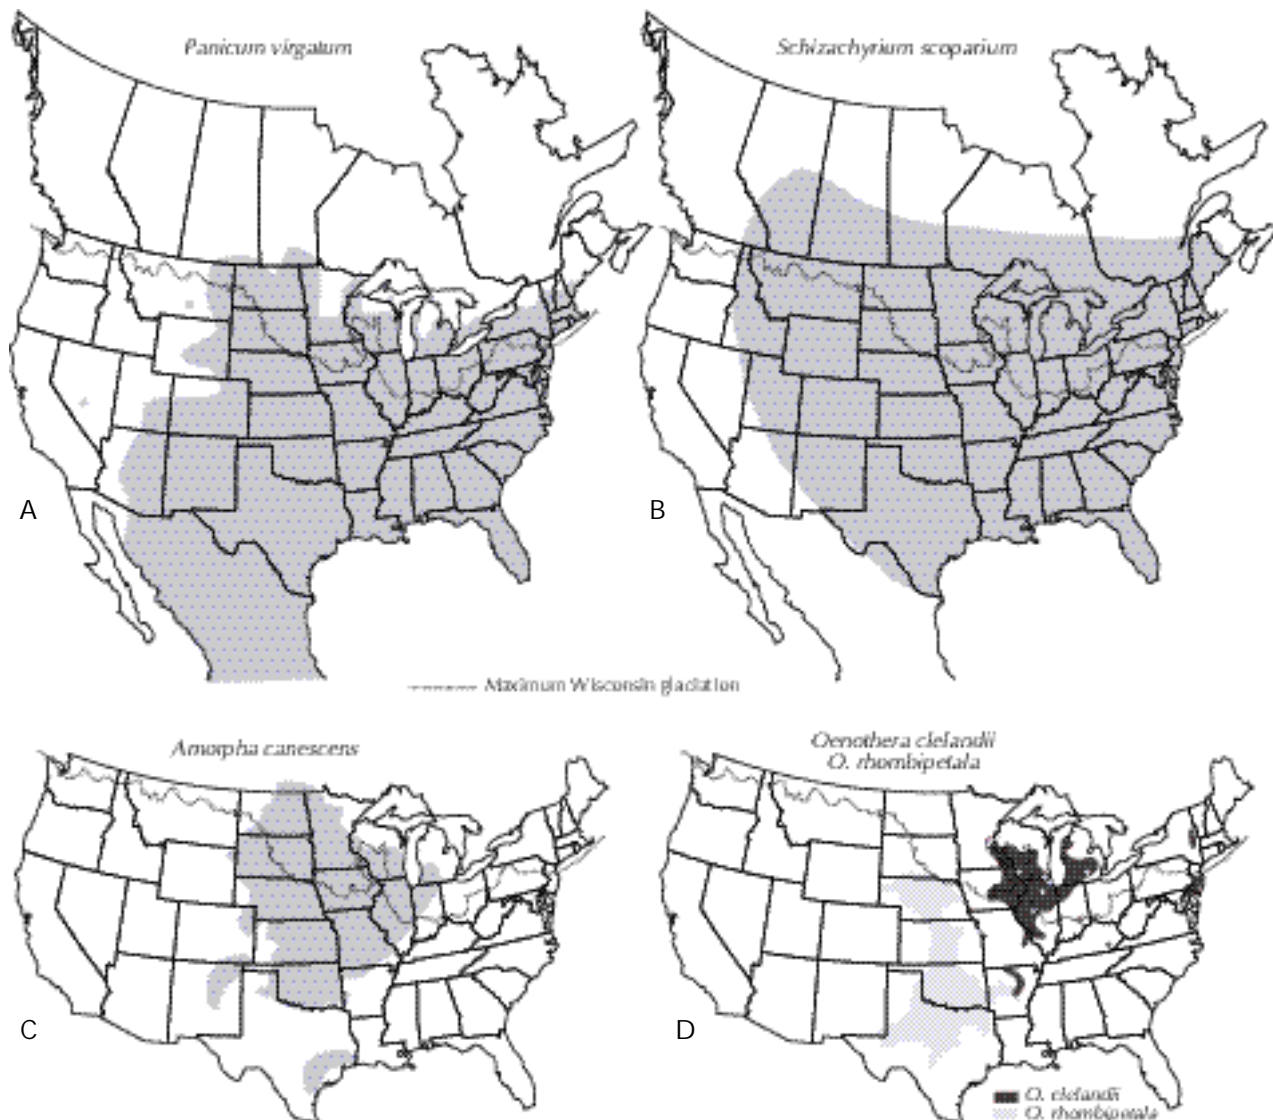 Panicum virgatum
Schizachyrium scoparium
A
B
Maximum Wisconsin glaciation
Amorpha canescens
Oenothera clelandii
O. rhombipetala
C
D
O. clelandii
O. rhombipetala